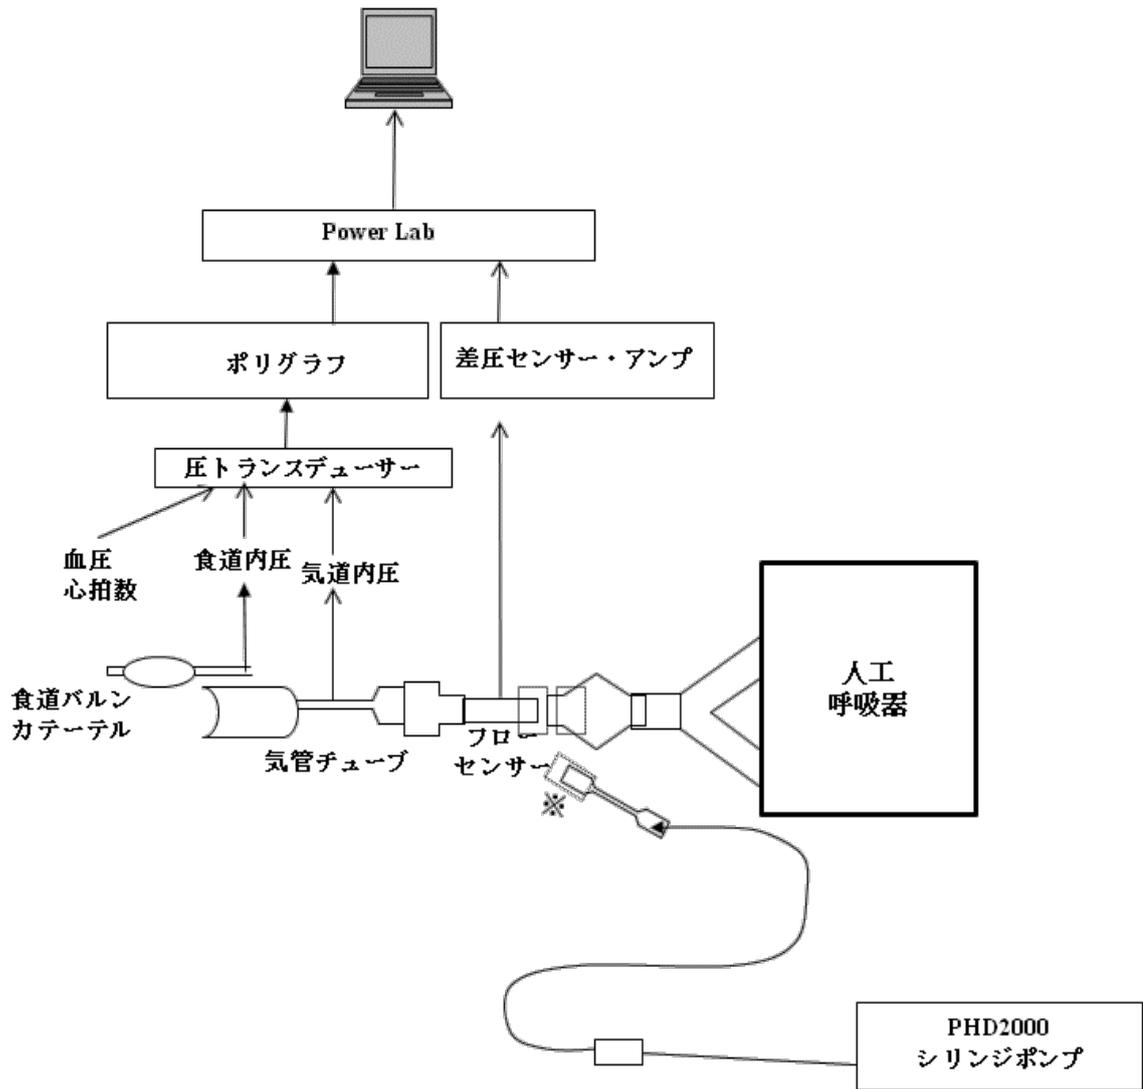 Power Lab
ポリグラフ
差圧センサー・アンプ
圧トランスデューサー
血圧
心拍数
食道内圧
気道内圧
食道バルン
カテーテル
気管チューブ
フロー
センサー
※
人工
呼吸器
PHD2000
シリンジポンプ